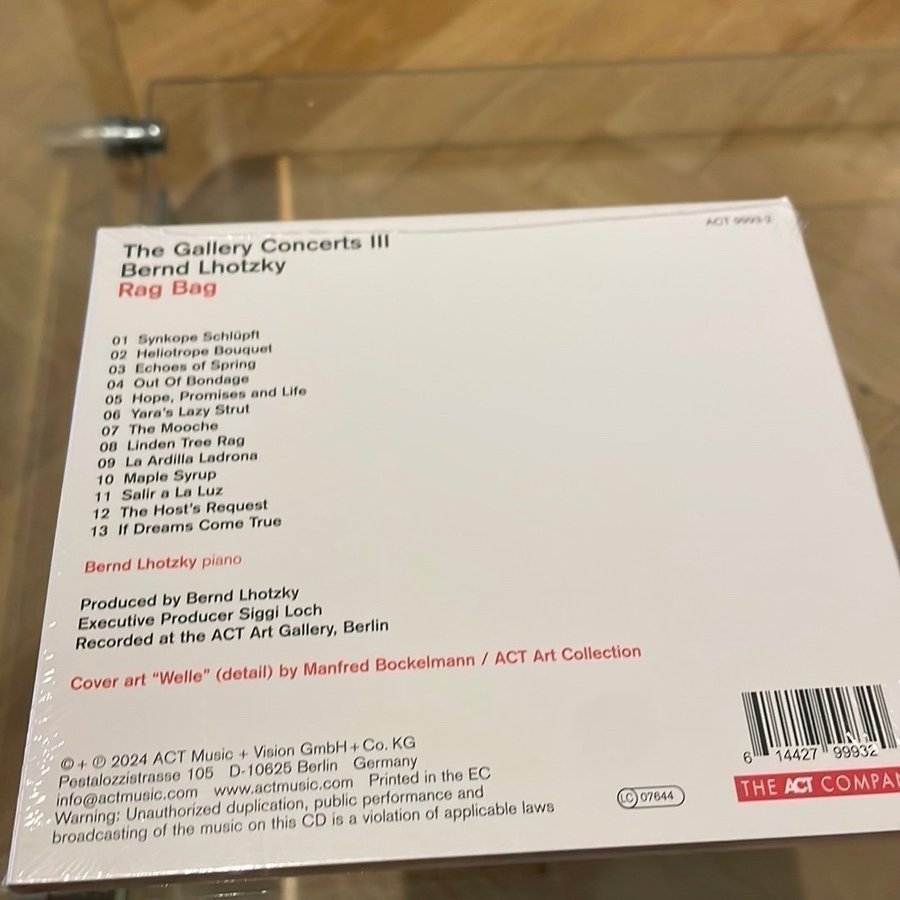 ACT 9993-2
The Gallery Concerts III
Bernd Lhotzky
Rag Bag
01 Synkope Schlüpft
02 Heliotrope Bouquet
03 Echoes of Spring
04 Out Of Bondage
05 Hope, Promises and Life
06 Yara's Lazy Strut
07 The Mooche
08 Linden Tree Rag
09 La Ardilla Ladrona
10 Maple Syrup
11 Salir a La Luz
12 The Host's Request
13 If Dreams Come True
Bernd Lhotzky piano
Produced by Bernd Lhotzky
Executive Producer Siggi Loch
Recorded at the ACT Art Gallery, Berlin
Cover art “Welle” (detail) by Manfred Bockelmann / ACT Art Collection
© + ℗ 2024 ACT Music + Vision GmbH + Co. KG
Pestalozzistrasse 105 D-10625 Berlin Germany
info@actmusic.com www.actmusic.com Printed in the EC
Warning: Unauthorized duplication, public performance and
broadcasting of the music on this CD is a violation of applicable laws
LC 07644
6 14427 99932
THE ACT COMPAN